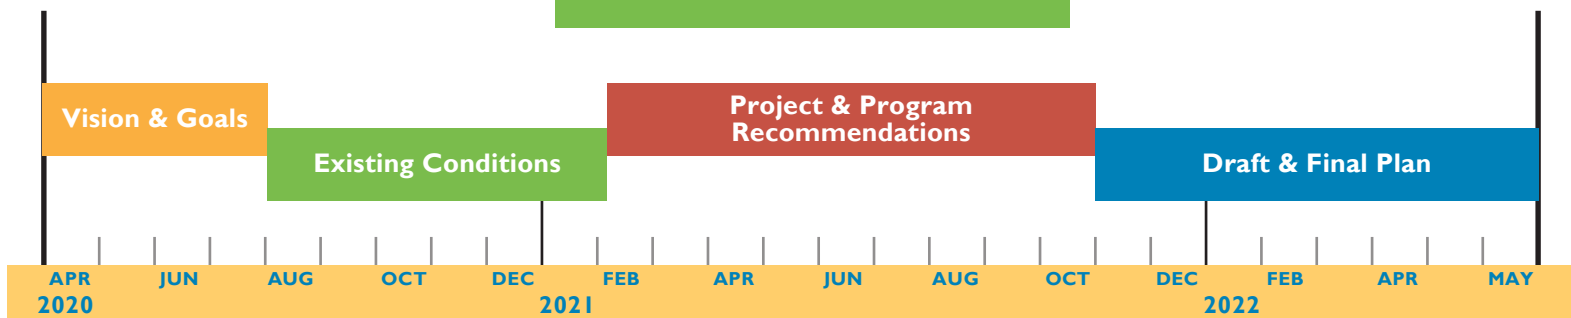 Vision & Goals
Existing Conditions
Project & Program
Recommendations
Draft & Final Plan
APR JUN AUG OCT DEC FEB APR JUN AUG OCT DEC FEB APR MAY
2020 2021 2022